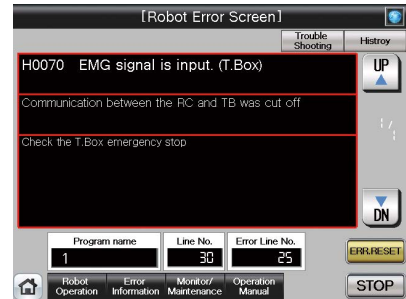 [Robot Error Screen]
Trouble Shooting
Histroy
H0070 EMG signal is input. (T.Box)
UP
Communication between the RC and TB was cut off
Check the T.Box emergency stop
DN
Program name
Line No.
Error Line No.
1
30
25
ERR.RESET
Robot Operation
Error Information
Monitor/ Maintenance
Operation Manual
STOP